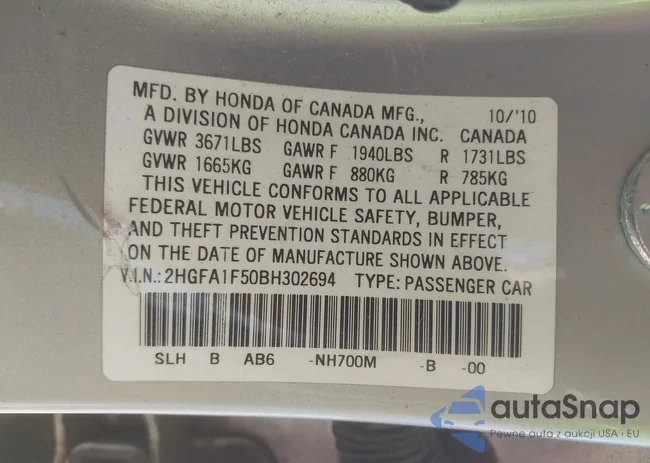 MFD. BY HONDA OF CANADA MFG., 10/'10
A DIVISION OF HONDA CANADA INC. CANADA
GVWR 3671LBS GAWR F 1940LBS R 1731LBS
GVWR 1665KG GAWR F 880KG R 785KG
THIS VEHICLE CONFORMS TO ALL APPLICABLE
FEDERAL MOTOR VEHICLE SAFETY, BUMPER,
AND THEFT PREVENTION STANDARDS IN EFFECT
ON THE DATE OF MANUFACTURE SHOWN ABOVE.
V.I.N.: 2HGFA1F50BH302694 TYPE: PASSENGER CAR
SLH B AB6 -NH700M -B -00
autaSnap
Pewne auta z aukcji USA i EU